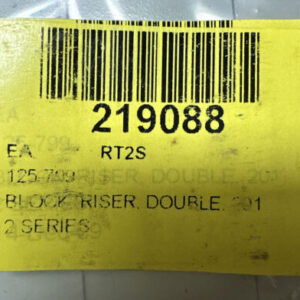 219088
EA RT2S
125-799
BLOCK, RISER, DOUBLE, 201
2 SERIES